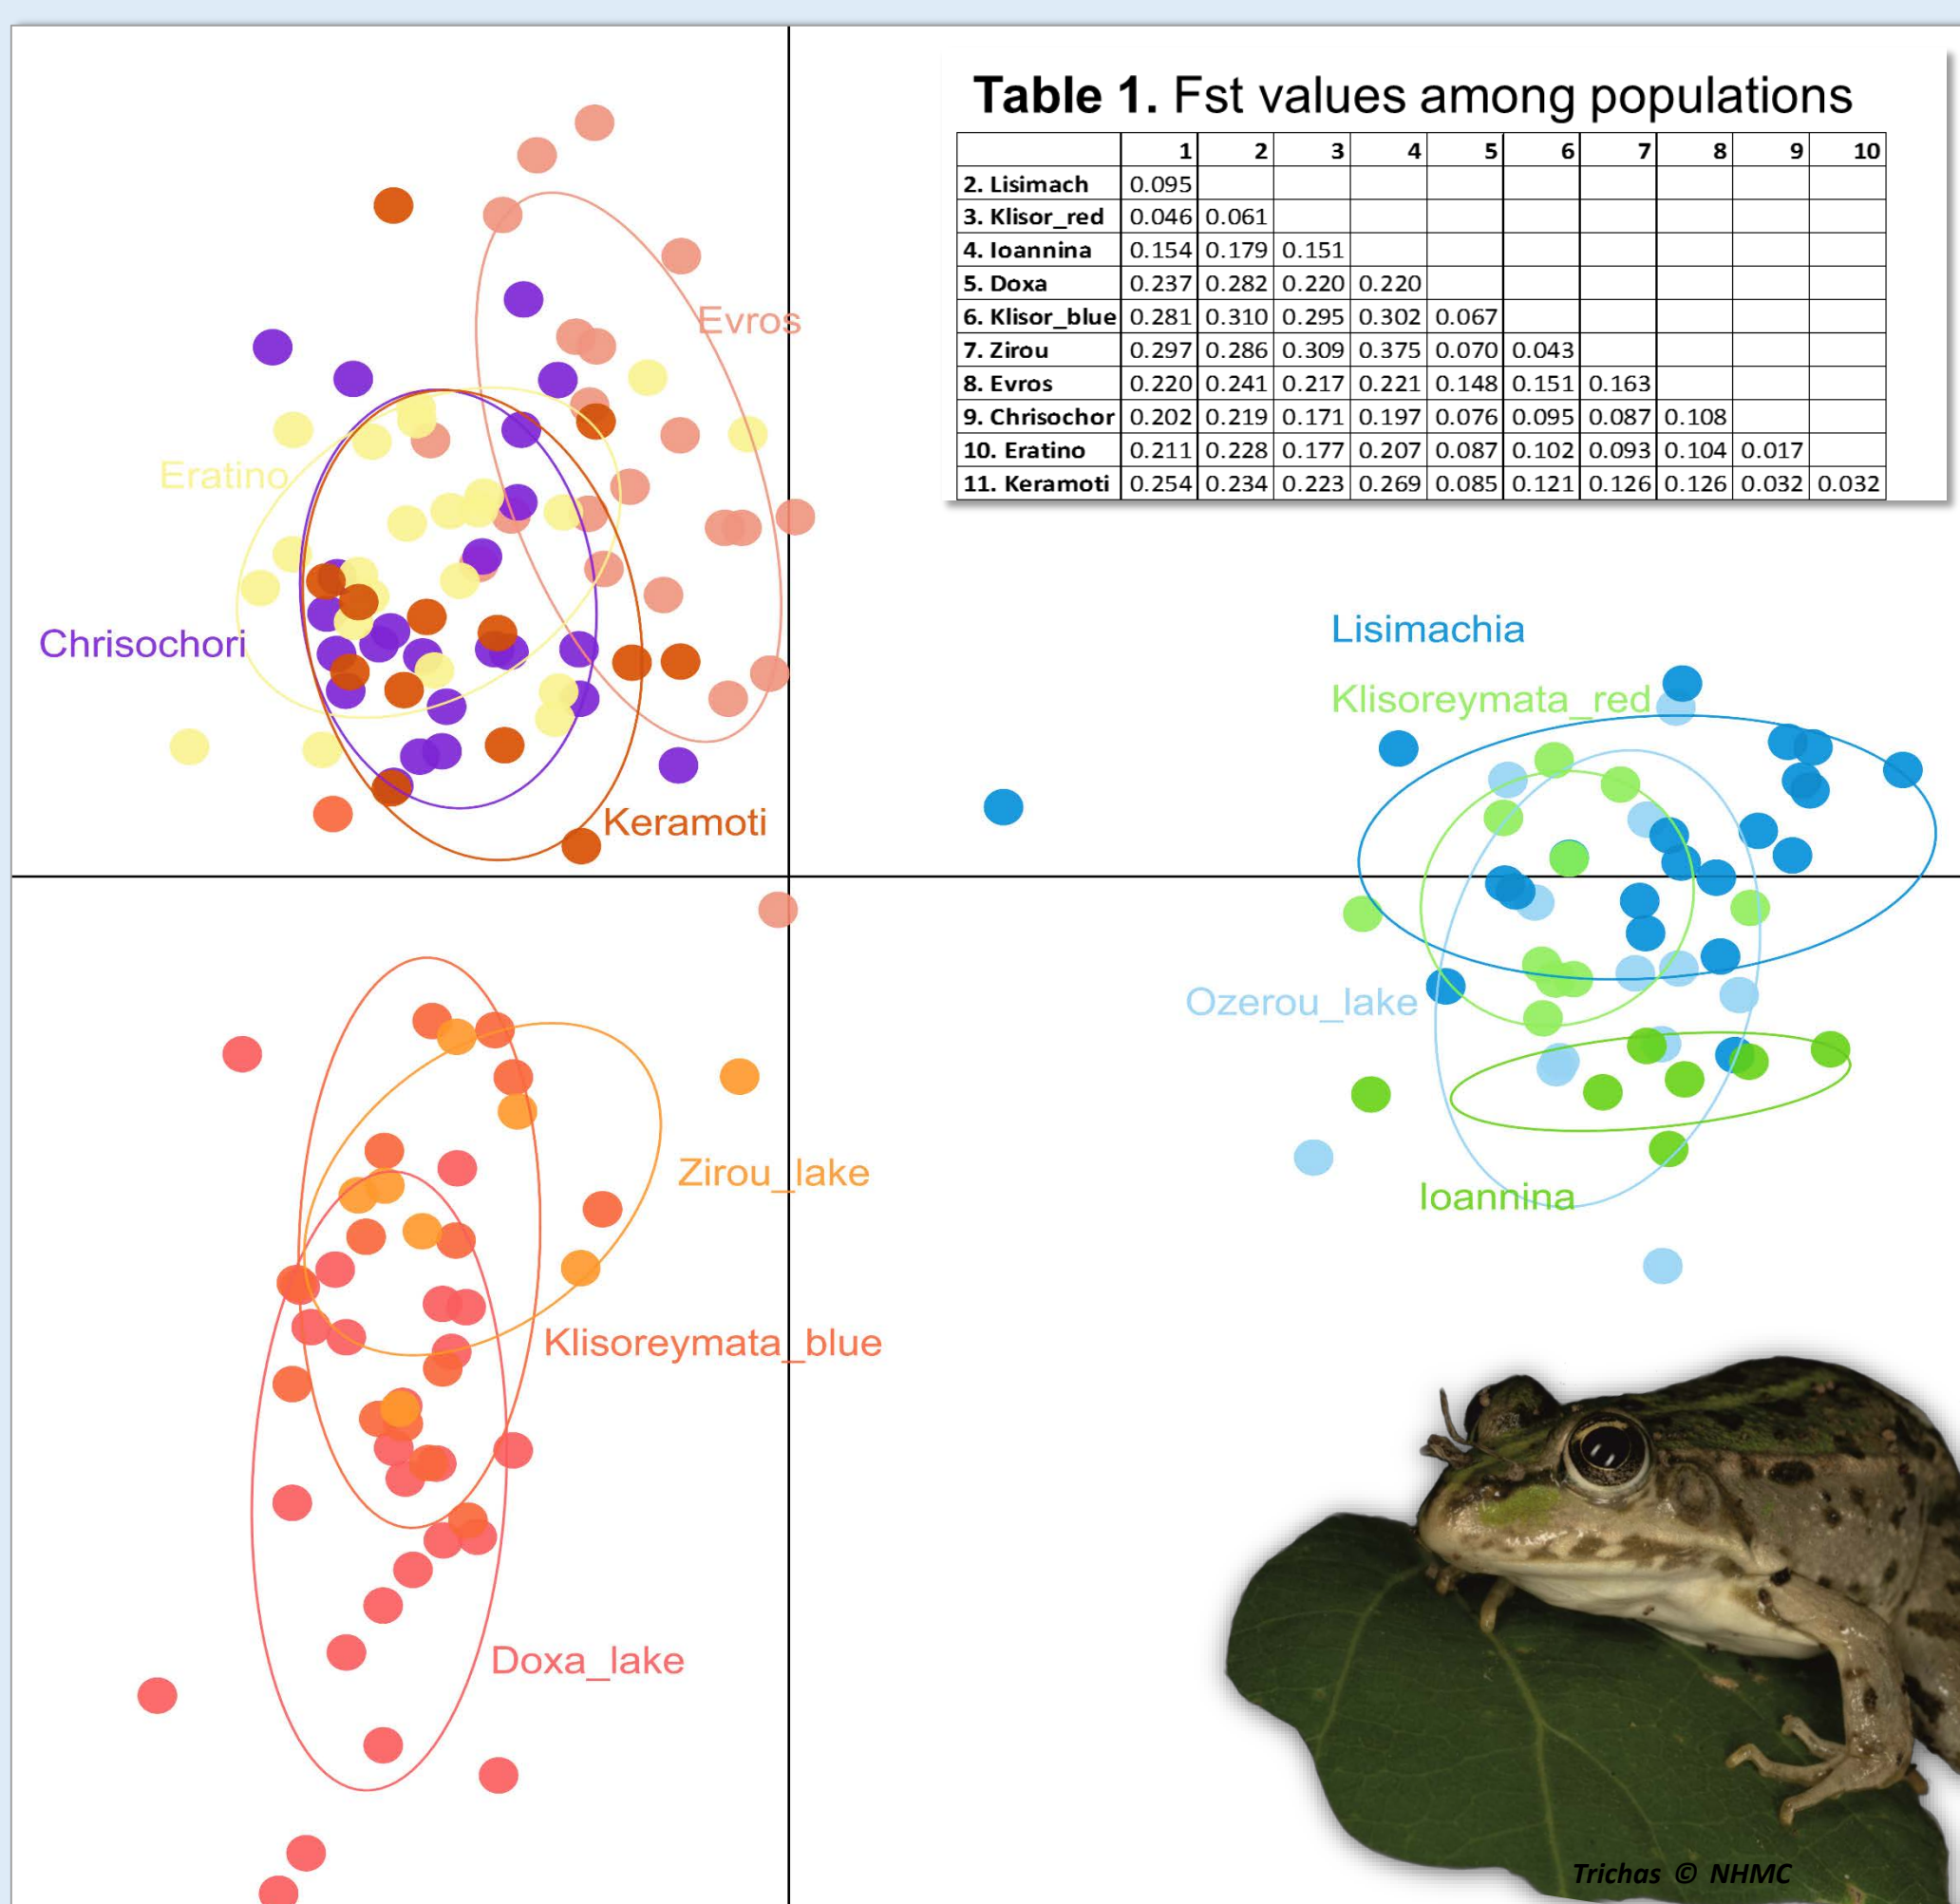 Table 1. Fst values among populations
1 2 3 4 5 6 7 8 9 10
2. Lisimach 0.095
3. Klisor_red 0.046 0.061
4. Ioannina 0.154 0.179 0.151
5. Doxa 0.237 0.282 0.220 0.220
6. Klisor_blue 0.281 0.310 0.295 0.302 0.067
7. Zirou 0.297 0.286 0.309 0.375 0.070 0.043
8. Evros 0.220 0.241 0.217 0.221 0.148 0.151 0.163
9. Chrisochor 0.202 0.219 0.171 0.197 0.076 0.095 0.087 0.108
10. Eratino 0.211 0.228 0.177 0.207 0.087 0.102 0.093 0.104 0.017
11. Keramoti 0.254 0.234 0.223 0.269 0.085 0.121 0.126 0.126 0.032 0.032
Evros
Eratino
Chrisochori
Keramoti
Lisimachia
Klisoreymata_red
Ozerou_lake
Ioannina
Zirou_lake
Klisoreymata_blue
Doxa_lake
Trichas © NHMC